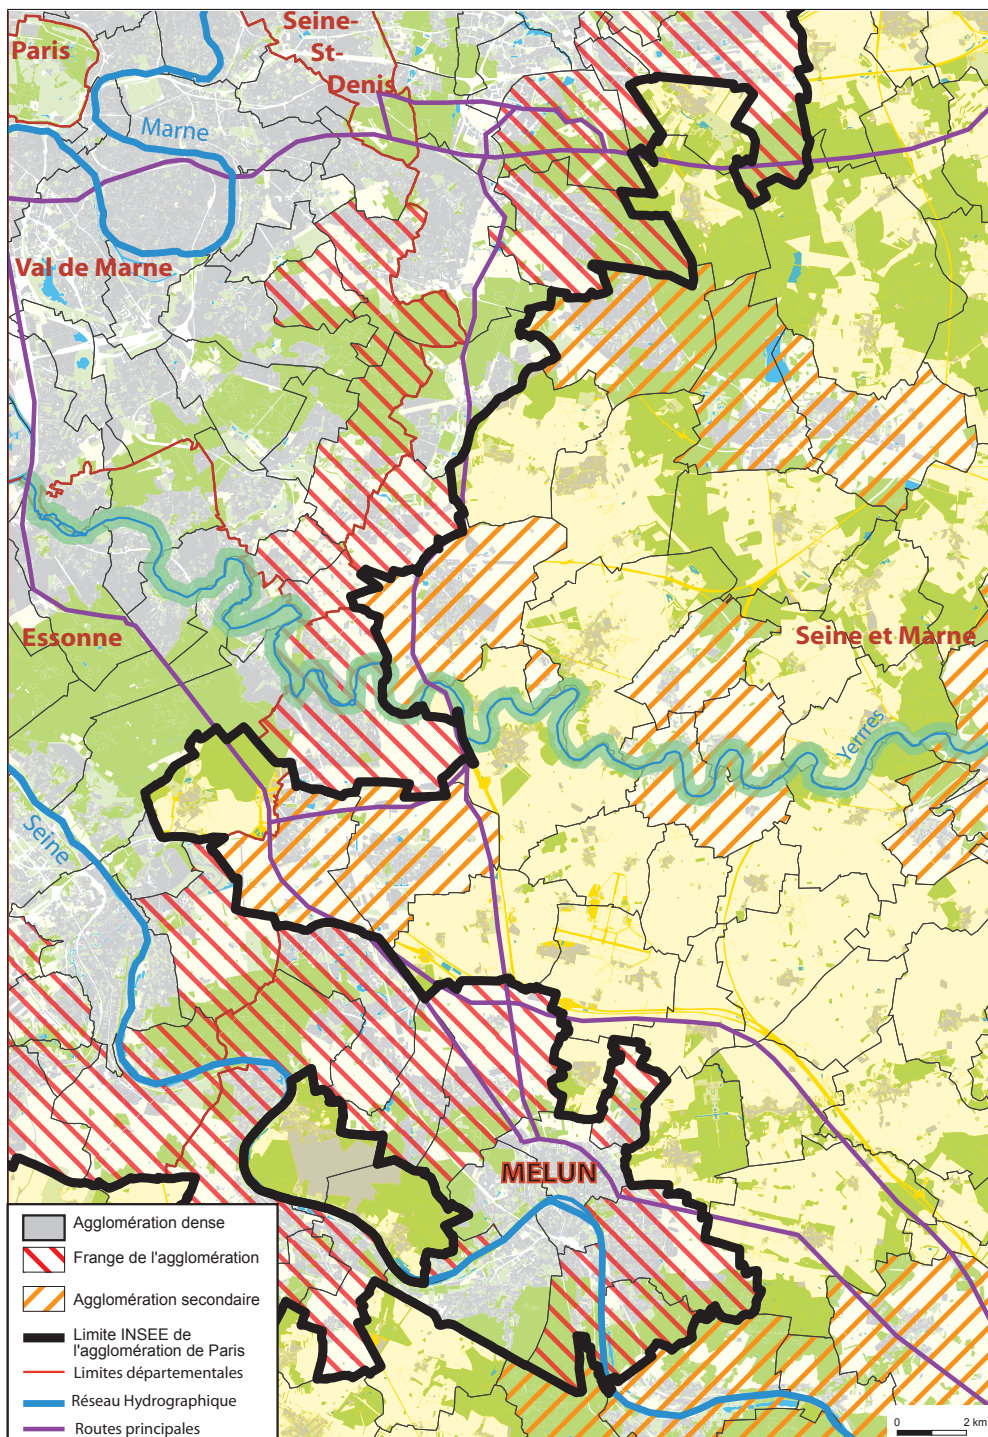 Paris
Seine-
St-
Denis
Marne
Val de Marne
Essonne
Seine et Marne
Yerres
Seine
MELUN
Agglomération dense
Frange de l'agglomération
Agglomération secondaire
Limite INSEE de
l'agglomération de Paris
Limites départementales
Réseau Hydrographique
Routes principales
0 2 km